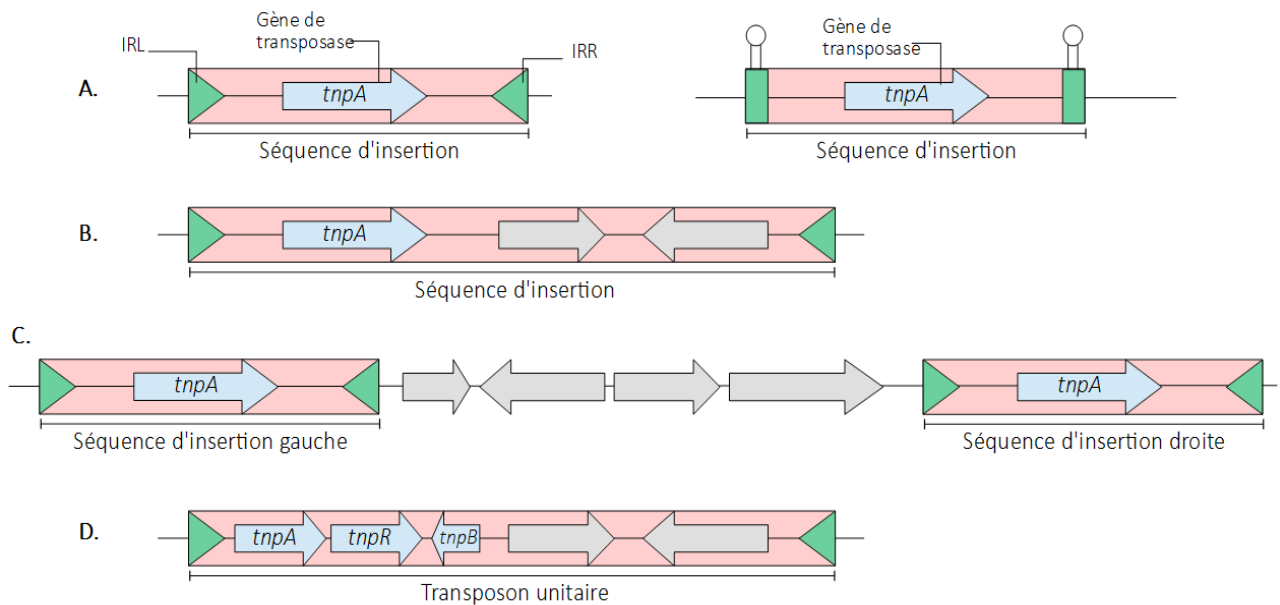 Gène de
transposase
IRL
IRR
A.
tnpA
Séquence d'insertion
Gène de
transposase
tnpA
Séquence d'insertion
B.
tnpA
Séquence d'insertion
C.
tnpA
tnpA
Séquence d'insertion gauche
Séquence d'insertion droite
D.
tnpA
tnpR
tnpB
Transposon unitaire